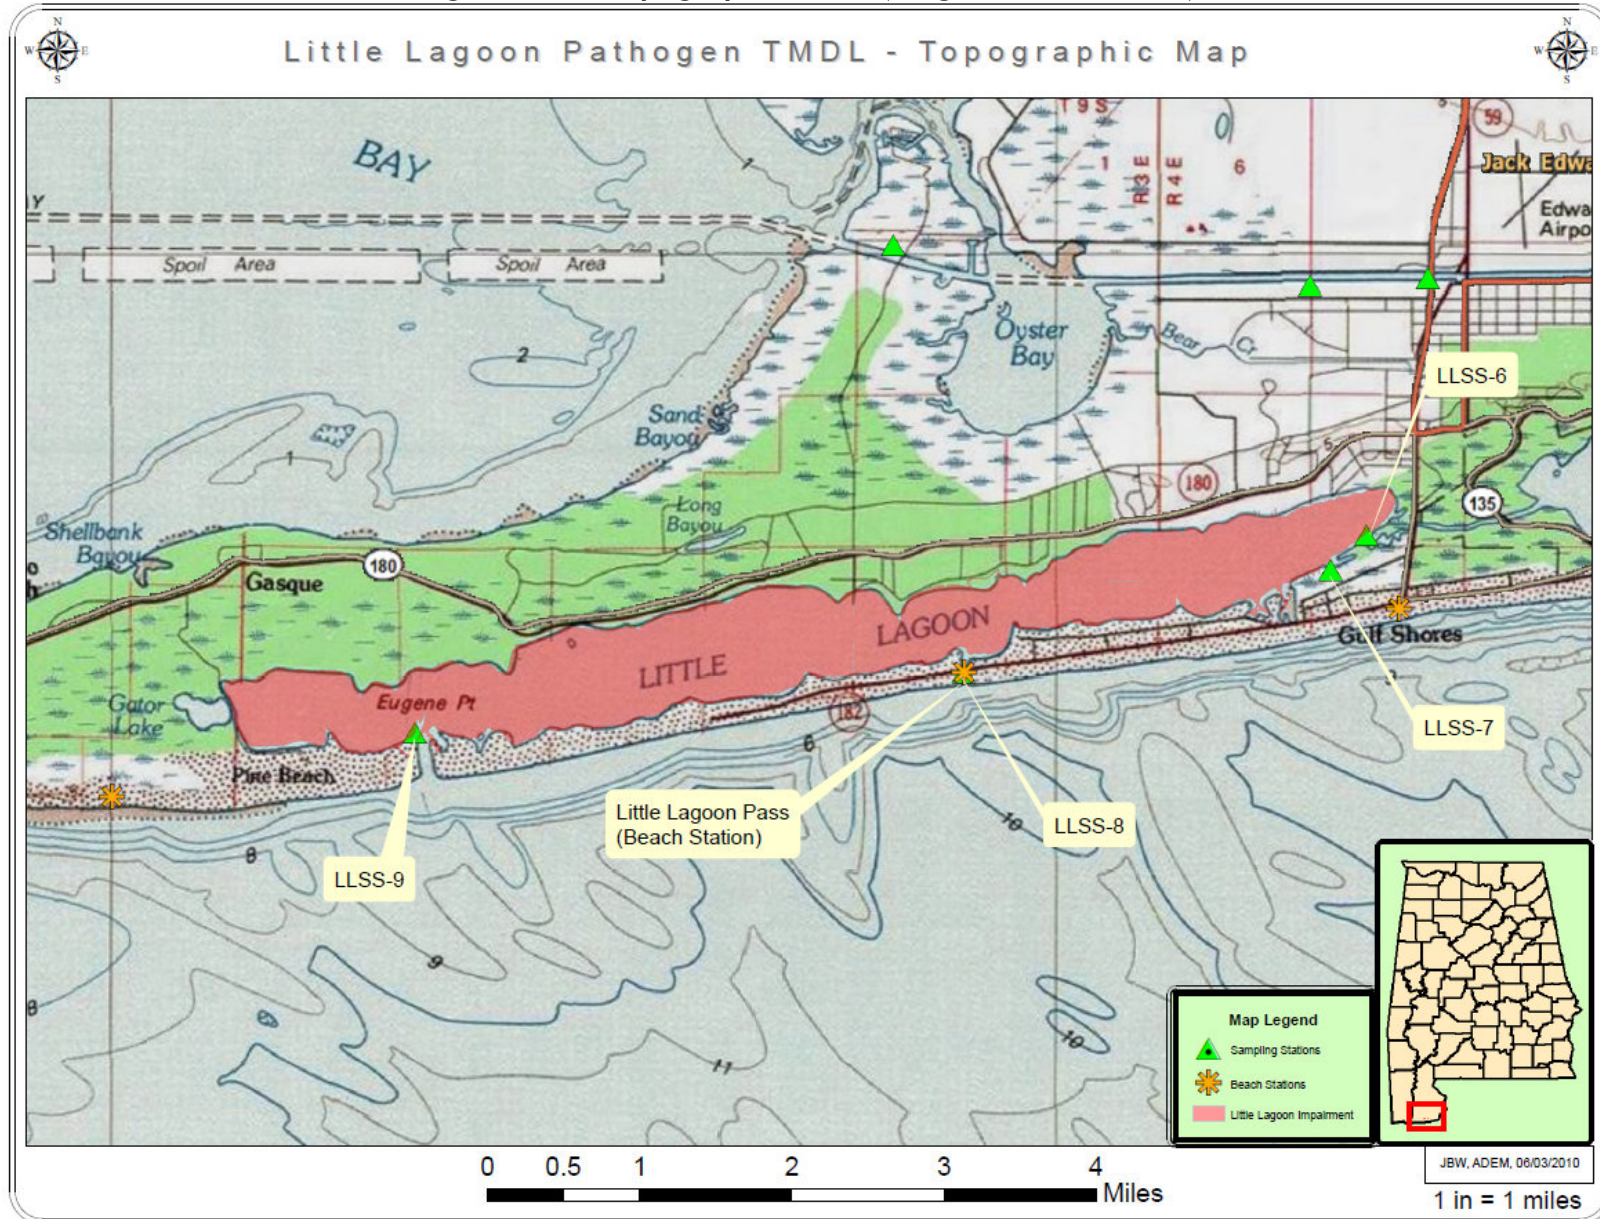 Little Lagoon Pathogen TMDL - Topographic Map
N
W
E
S
N
W
E
S
BAY
Y
1
T 9 S
1
R 3 E
R 4 E
6
59
Jack Edwa
Edwa
Airpo
Spoil Area
Spoil Area
2
Oyster
Bay
Bear Cr
LLSS-6
Sand
Bayou
1
5
180
Long
Bayou
135
Shellbank
Bayou
o
h
180
Gasque
LITTLE LAGOON
Gulf Shores
Gator
Lake
Eugene Pt
182
LLSS-7
Pine Beach
6
8
Little Lagoon Pass
(Beach Station)
10
LLSS-8
LLSS-9
9
8
10
11
Map Legend
Sampling Stations
Beach Stations
Little Lagoon Impairment
JBW, ADEM, 06/03/2010
0 0.5 1 2 3 4
Miles
1 in = 1 miles